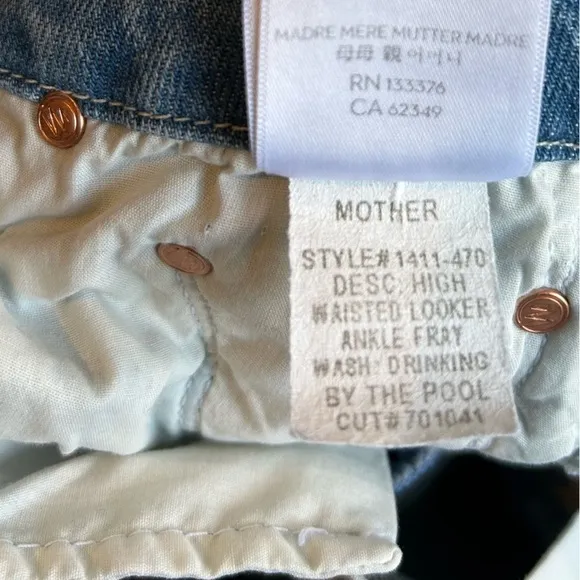 MADRE MERE MUTTER MADRE
母母 親 어머니
RN 133376
CA 62349
MOTHER
STYLE# 1411-470
DESC: HIGH
WAISTED LOOKER
ANKLE FRAY
WASH: DRINKING
BY THE POOL
CUT# 701041